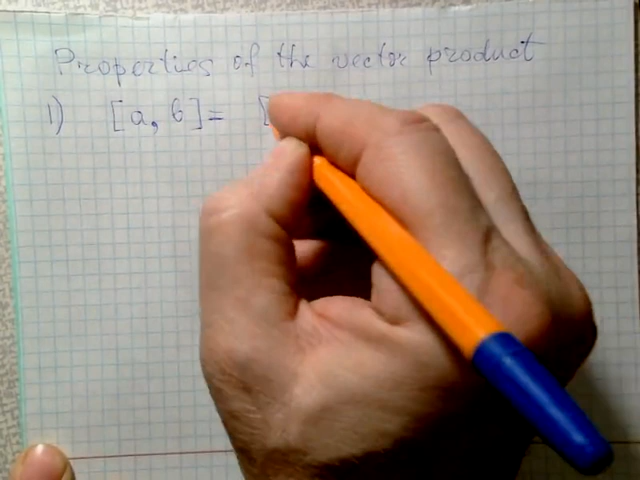 Properties of the vector product
1) [a, b] = [